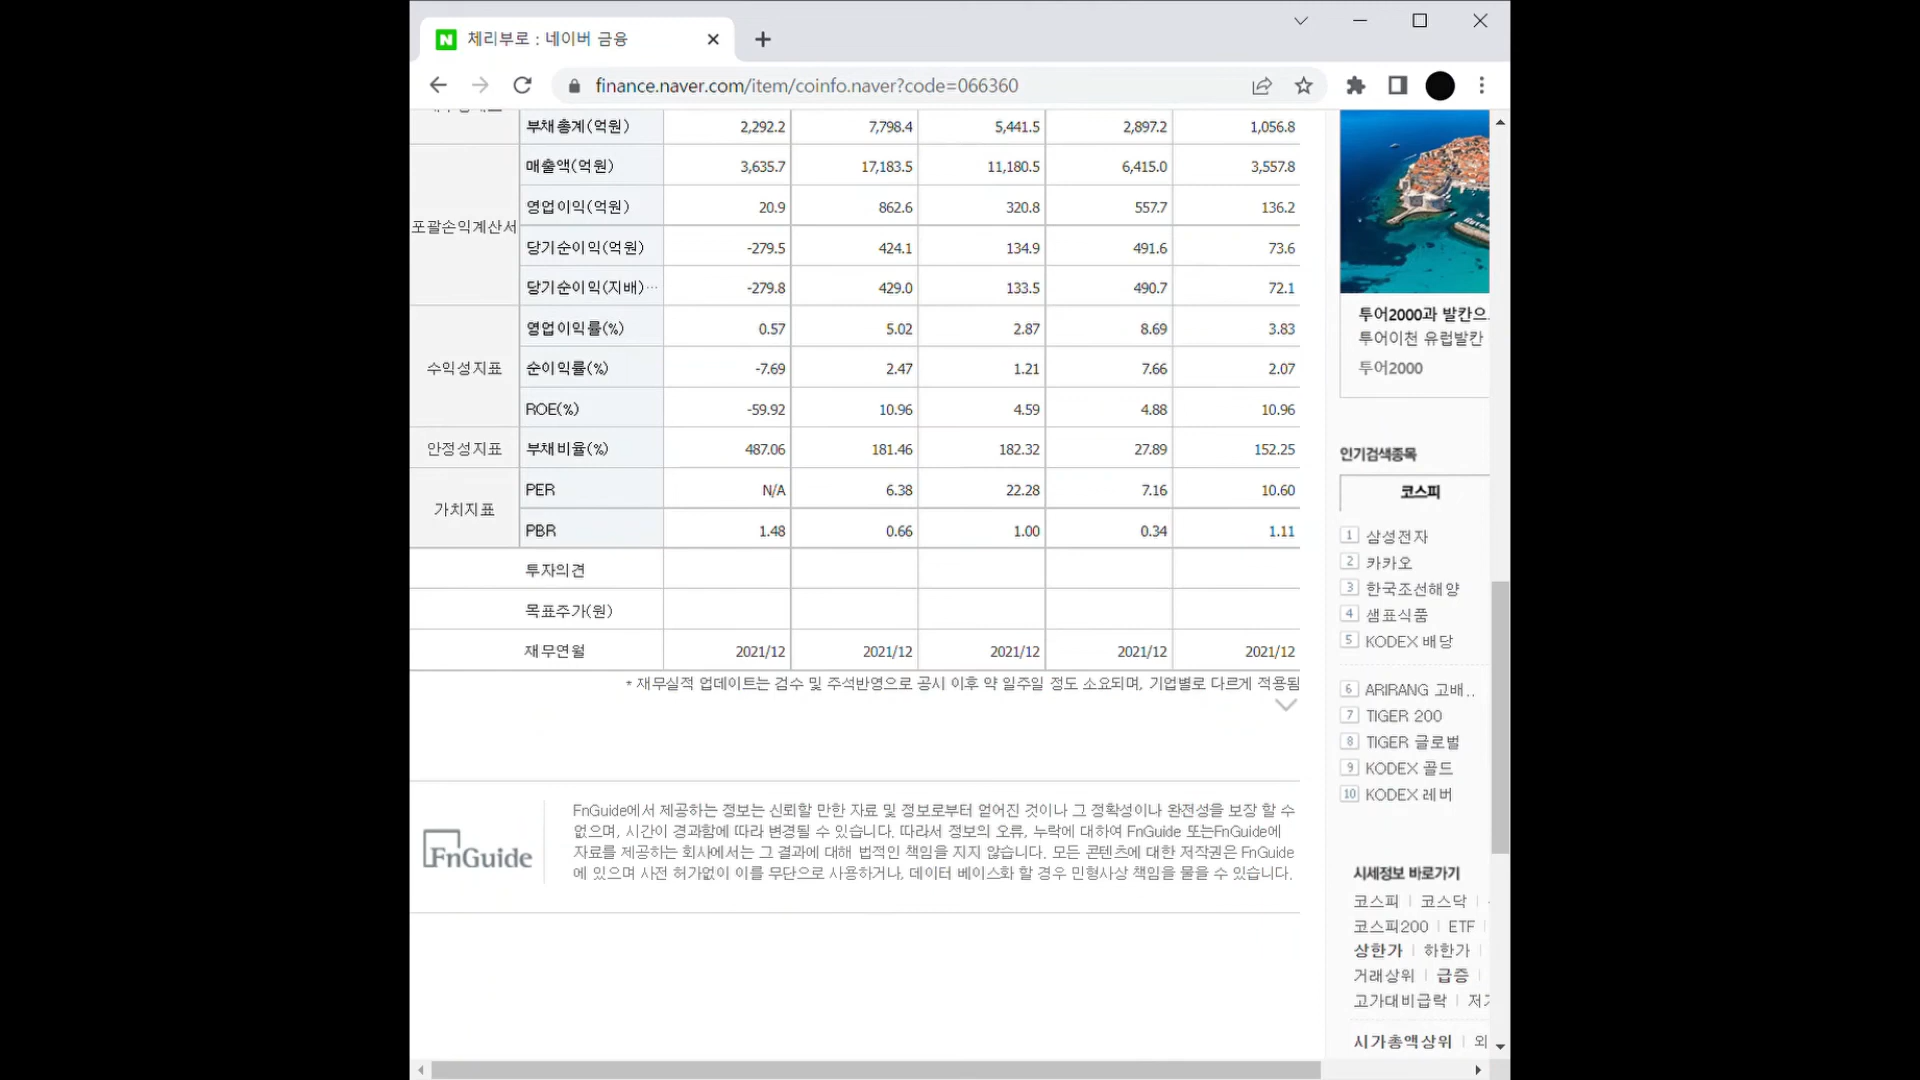 체리부로 : 네이버 금융
finance.naver.com/item/coinfo.naver?code=066360
부채총계(억원) 2,292.2 7,798.4 5,441.5 2,897.2 1,056.8
포괄손익계산서
매출액(억원) 3,635.7 17,183.5 11,180.5 6,415.0 3,557.8
영업이익(억원) 20.9 862.6 320.8 557.7 136.2
당기순이익(억원) -279.5 424.1 134.9 491.6 73.6
당기순이익(지배)… -279.8 429.0 133.5 490.7 72.1
수익성지표
영업이익률(%) 0.57 5.02 2.87 8.69 3.83
순이익률(%) -7.69 2.47 1.21 7.66 2.07
ROE(%) -59.92 10.96 4.59 4.88 10.96
안정성지표 부채비율(%) 487.06 181.46 182.32 27.89 152.25
가치지표
PER N/A 6.38 22.28 7.16 10.60
PBR 1.48 0.66 1.00 0.34 1.11
투자의견
목표주가(원)
재무연월 2021/12 2021/12 2021/12 2021/12 2021/12
* 재무실적 업데이트는 검수 및 주석반영으로 공시 이후 약 일주일 정도 소요되며, 기업별로 다르게 적용됨
FnGuide
FnGuide에서 제공하는 정보는 신뢰할 만한 자료 및 정보로부터 얻어진 것이나 그 정확성이나 완전성을 보장 할 수
없으며, 시간이 경과함에 따라 변경될 수 있습니다. 따라서 정보의 오류, 누락에 대하여 FnGuide 또는FnGuide에
자료를 제공하는 회사에서는 그 결과에 대해 법적인 책임을 지지 않습니다. 모든 콘텐츠에 대한 저작권은 FnGuide
에 있으며 사전 허가없이 이를 무단으로 사용하거나, 데이터 베이스화 할 경우 민형사상 책임을 물을 수 있습니다.
투어2000과 발칸으
투어이천 유럽발칸
투어2000
인기검색종목
코스피
1 삼성전자
2 카카오
3 한국조선해양
4 샘표식품
5 KODEX 배당
6 ARIRANG 고배..
7 TIGER 200
8 TIGER 글로벌
9 KODEX 골드
10 KODEX 레버
시세정보 바로가기
코스피 코스닥
코스피200 ETF
상한가 하한가
거래상위 급증
고가대비급락 저가
시가총액상위 외